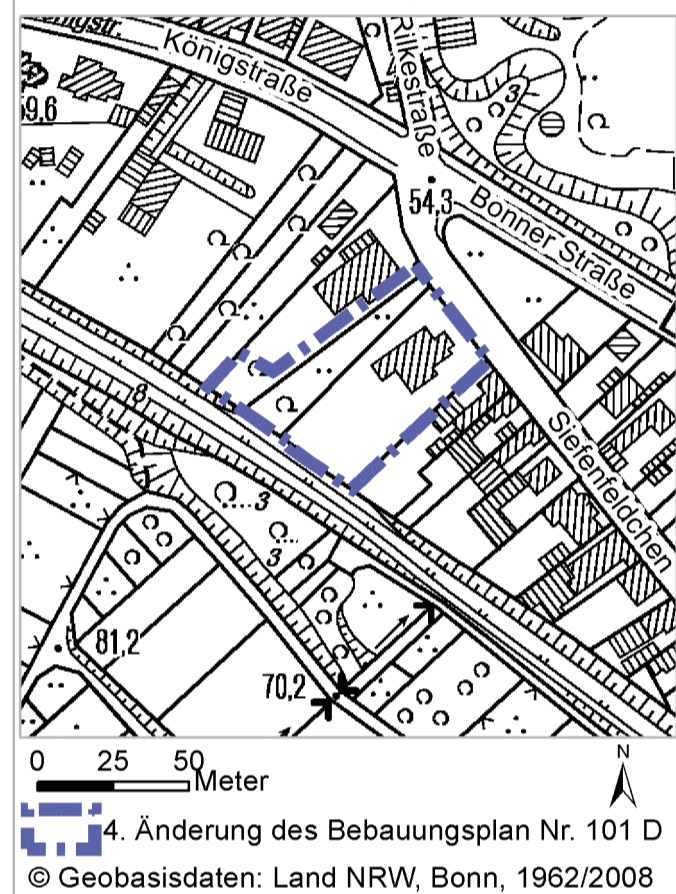 nigstr.
Königstraße
Rilkestraße
3
59,6
54,3
Bonner Straße
8
Siefenfeldchen
3
3
81,2
70,2
0 25 50
Meter
N
4. Änderung des Bebauungsplan Nr. 101 D
© Geobasisdaten: Land NRW, Bonn, 1962/2008